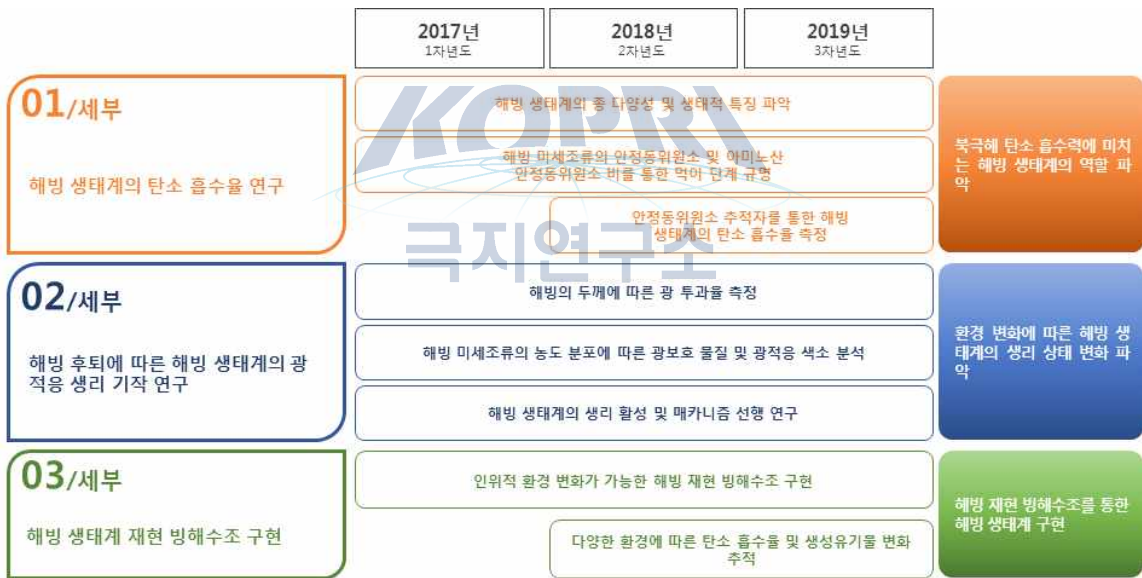 2017년
1차년도
2018년
2차년도
2019년
3차년도
01/세부
해빙 생태계의 탄소 흡수율 연구
해빙 생태계의 종 다양성 및 생태적 특징 파악
해빙 미세조류의 안정동위원소 및 아미노산
안정동위원소 비를 통한 먹이 단계 규명
안정동위원소 추적자를 통한 해빙
생태계의 탄소 흡수율 측정
북극해 탄소 흡수력에 미치
는 해빙 생태계의 역할 파
악
KOPRI
극지연구소
02/세부
해빙 후퇴에 따른 해빙 생태계의 광
적응 생리 기작 연구
해빙의 두께에 따른 광 투과율 측정
해빙 미세조류의 농도 분포에 따른 광보호 물질 및 광적응 색소 분석
해빙 생태계의 생리 활성 및 매카니즘 선행 연구
환경 변화에 따른 해빙 생
태계의 생리 상태 변화 파
악
03/세부
해빙 생태계 재현 빙해수조 구현
인위적 환경 변화가 가능한 해빙 재현 빙해수조 구현
다양한 환경에 따른 탄소 흡수율 및 생성유기물 변화
추적
해빙 재현 빙해수조를 통한
해빙 생태계 구현